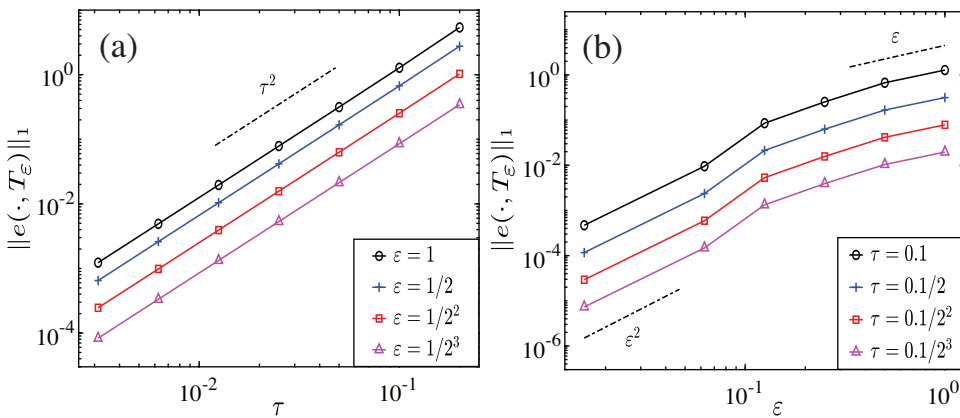 (a)
τ²
10⁰
10⁻²
10⁻⁴
10⁻²
10⁻¹
τ
||e(·, T_ε)||₁
ε = 1
ε = 1/2
ε = 1/2²
ε = 1/2³
(b)
ε
ε²
10⁰
10⁻²
10⁻⁴
10⁻⁶
10⁻¹
10⁰
ε
||e(·, T_ε)||₁
τ = 0.1
τ = 0.1/2
τ = 0.1/2²
τ = 0.1/2³